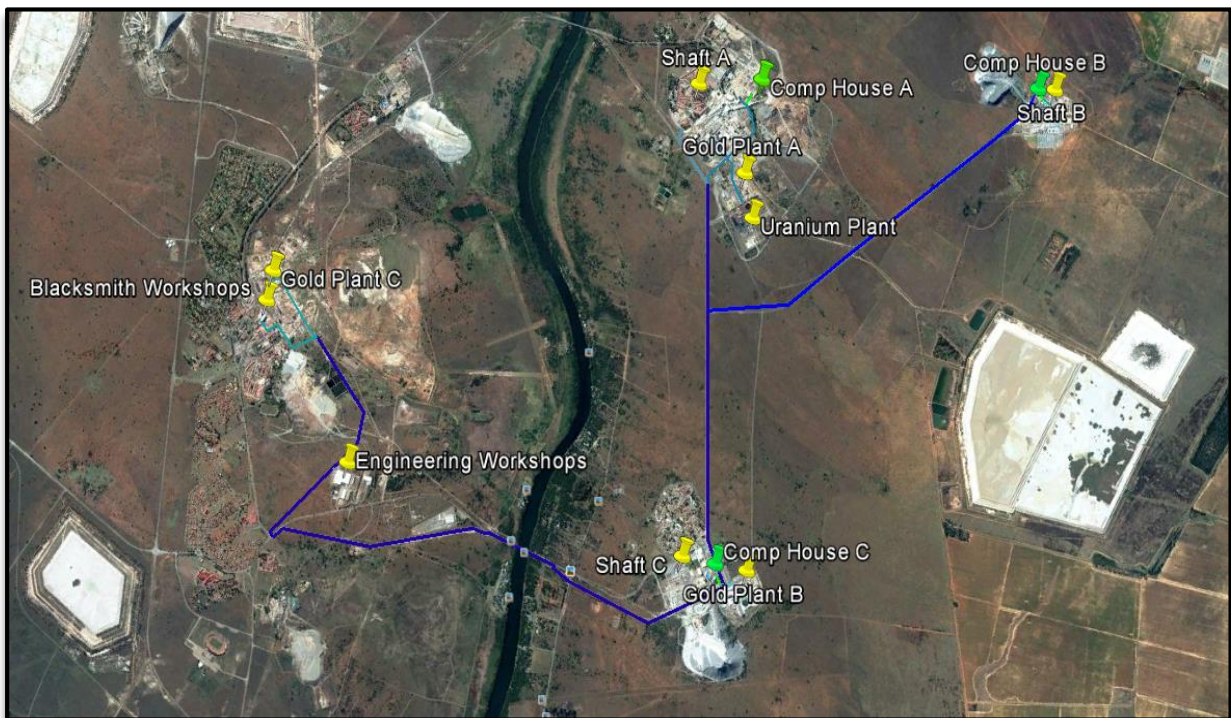 Shaft A
Comp House A
Comp House B
Shaft B
Gold Plant A
Uranium Plant
Gold Plant C
Blacksmith Workshops
Engineering Workshops
Shaft C
Comp House C
Gold Plant B